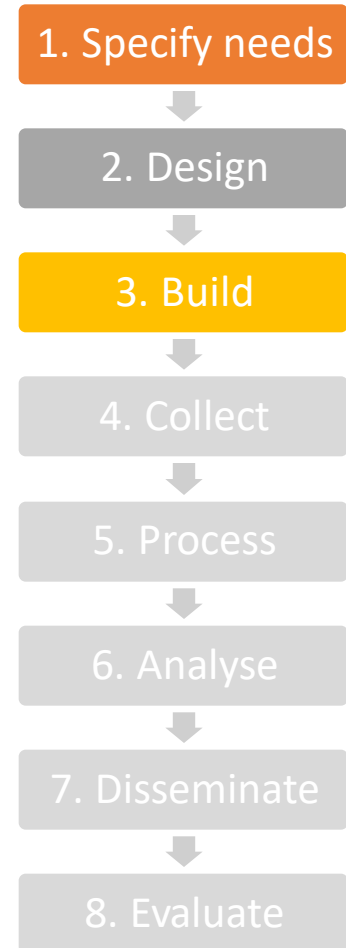 1. Specify needs
2. Design
3. Build
4. Collect
5. Process
6. Analyse
7. Disseminate
8. Evaluate